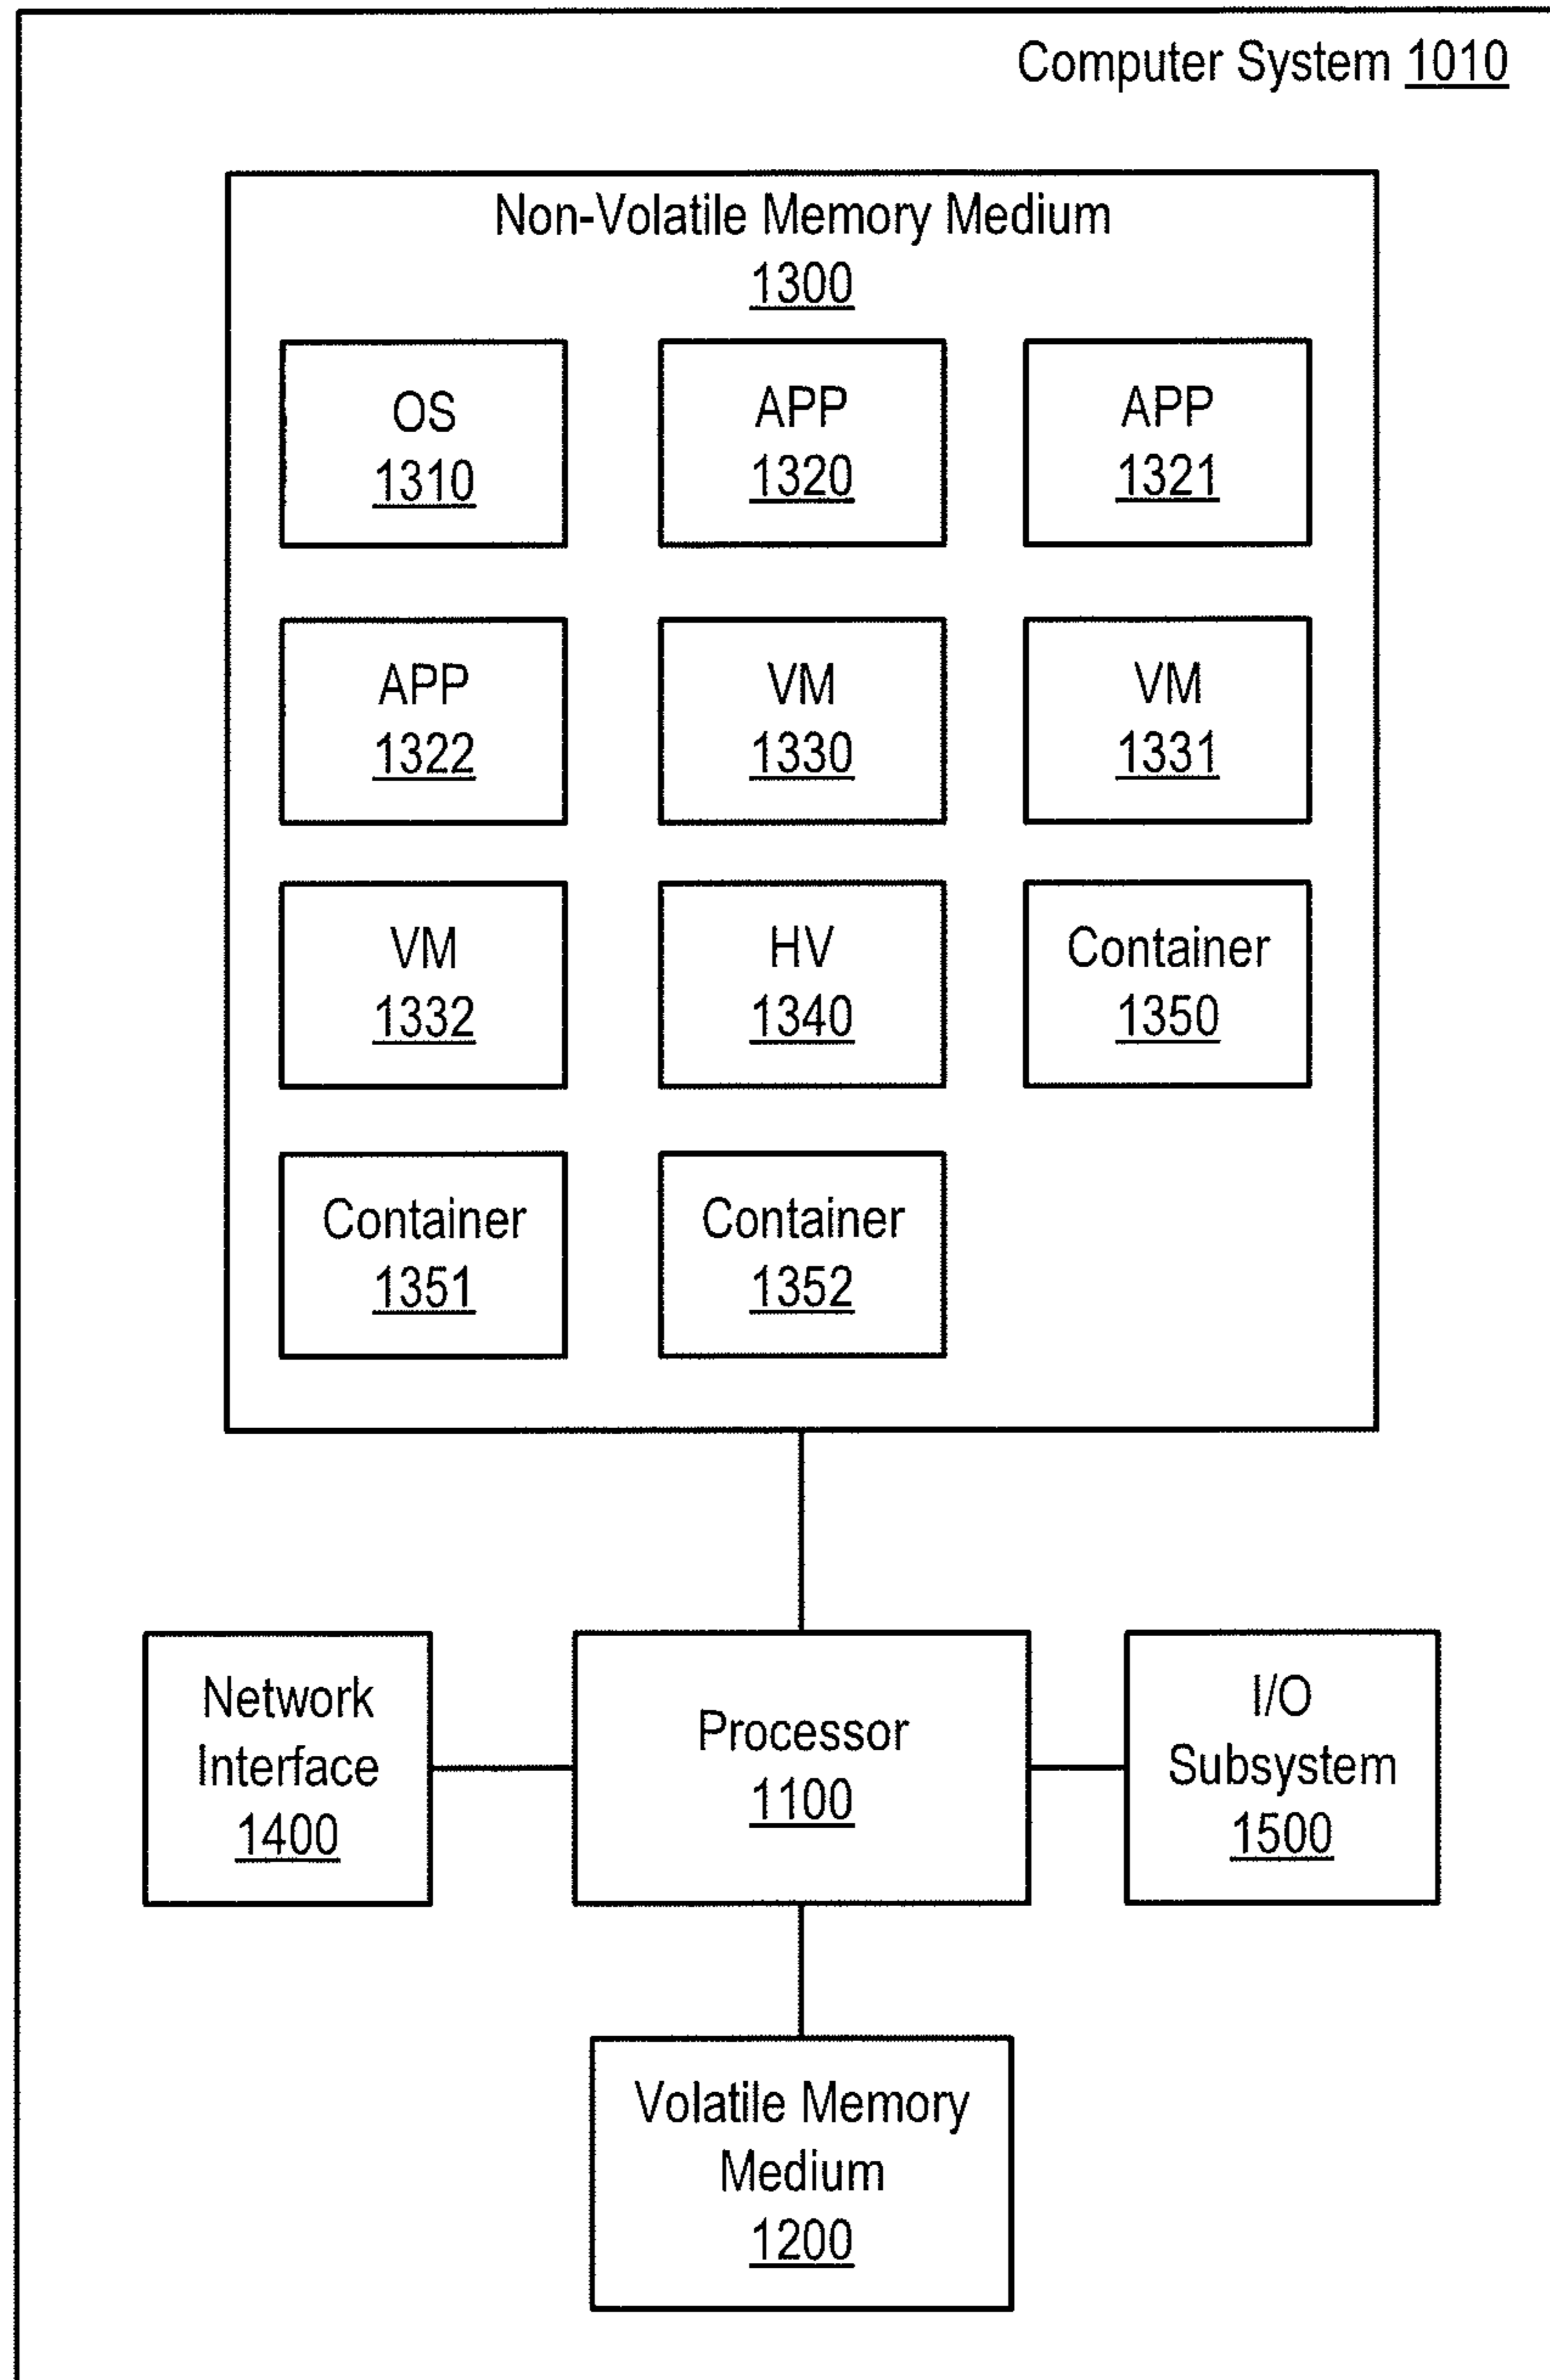 Computer System 1010
Non-Volatile Memory Medium
1300
OS
1310
APP
1320
APP
1321
APP
1322
VM
1330
VM
1331
VM
1332
HV
1340
Container
1350
Container
1351
Container
1352
Network
Interface
1400
Processor
1100
I/O
Subsystem
1500
Volatile Memory
Medium
1200